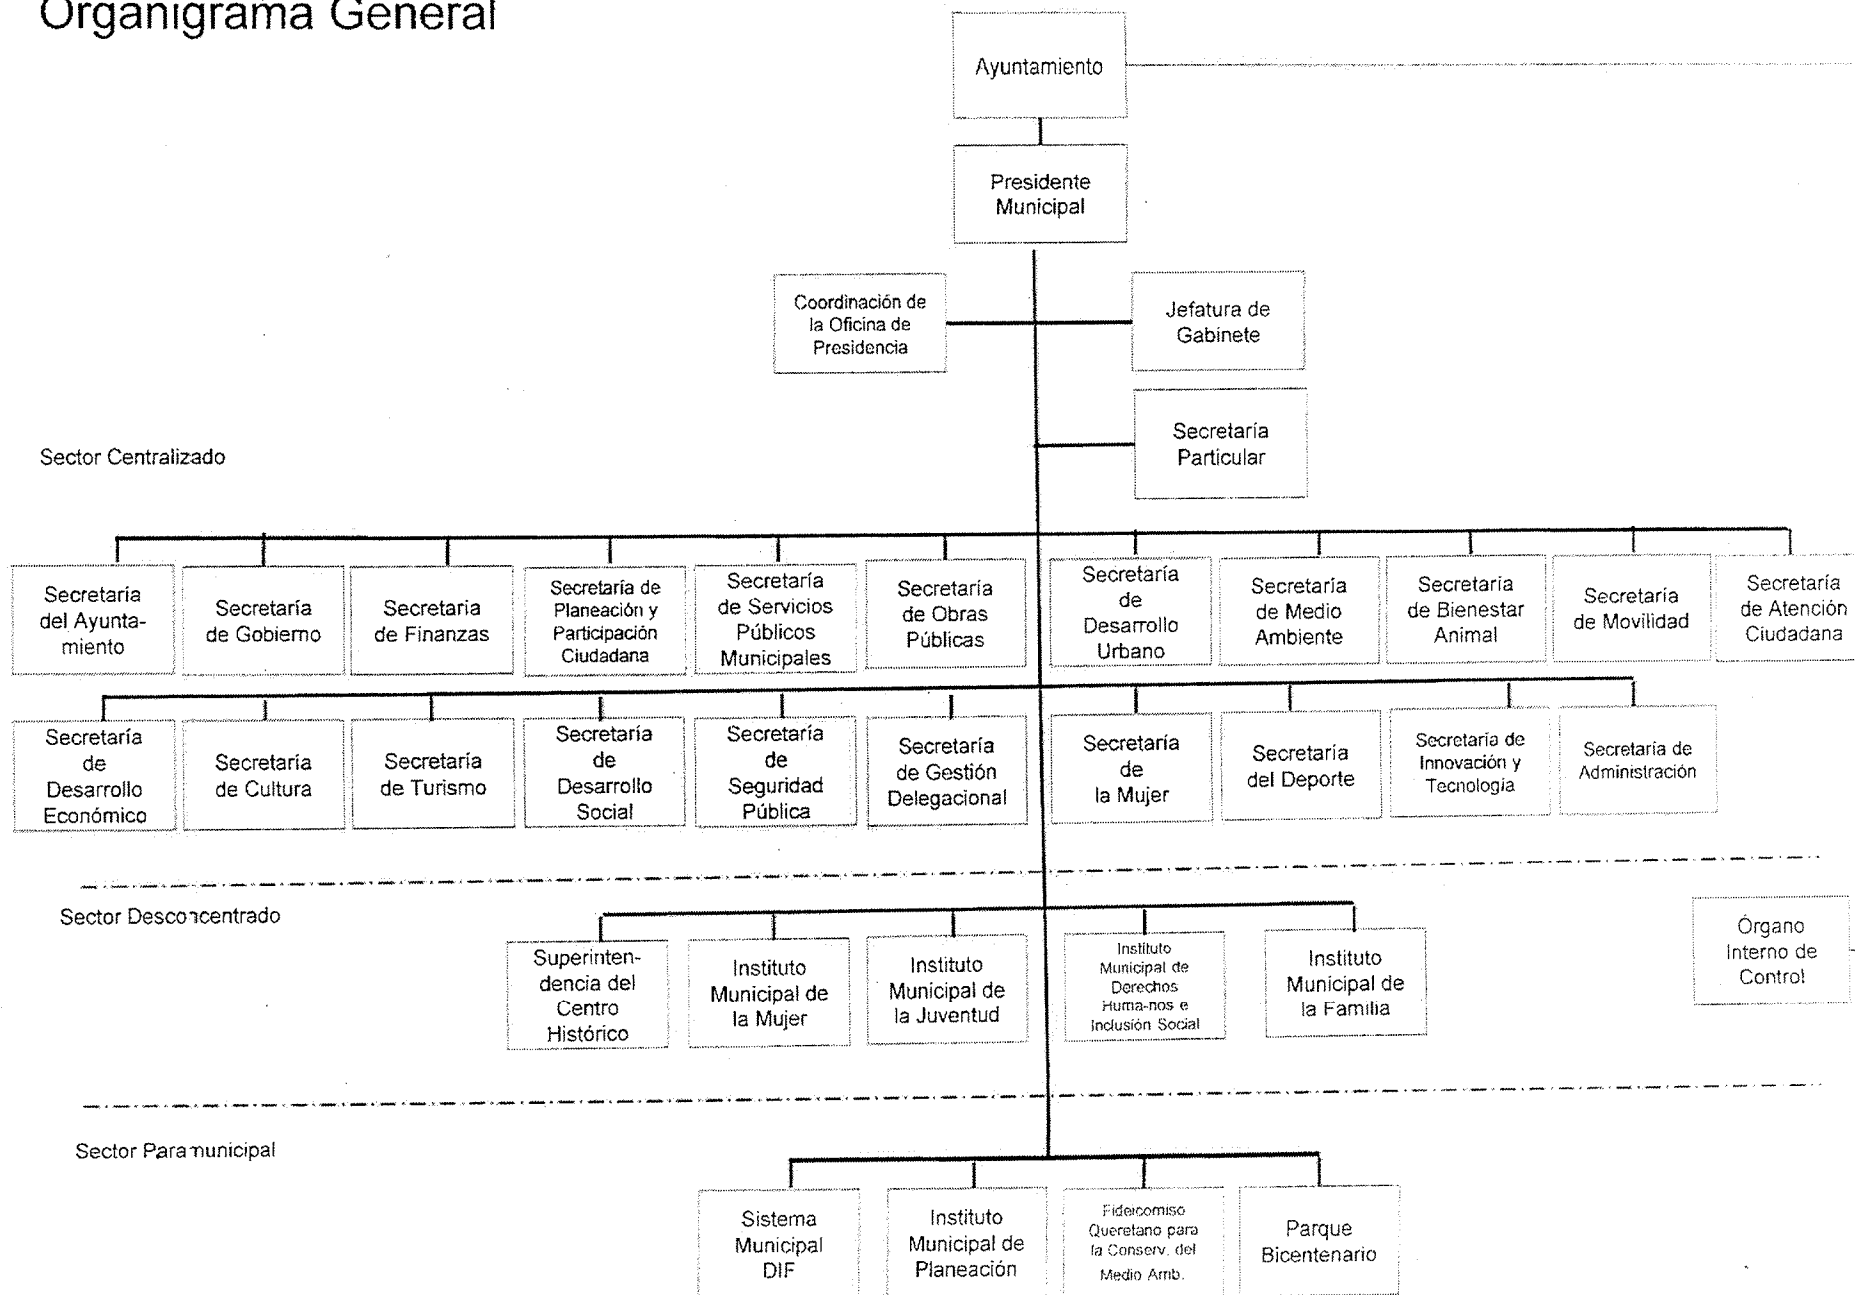 Organigrama General
Ayuntamiento
Presidente
Municipal
Coordinación de
la Oficina de
Presidencia
Jefatura de
Gabinete
Secretaría
Particular
Sector Centralizado
Secretaría
del Ayunta-
miento
Secretaría
de Gobierno
Secretaria
de Finanzas
Secretaría de
Planeación y
Participación
Ciudadana
Secretaría
de Servicios
Públicos
Municipales
Secretaría
de Obras
Públicas
Secretaría
de
Desarrollo
Urbano
Secretaría
de Medio
Ambiente
Secretaría
de Bienestar
Animal
Secretaría
de Movilidad
Secretaría
de Atención
Ciudadana
Secretaría
de
Desarrollo
Económico
Secretaría
de Cultura
Secretaría
de Turismo
Secretaría
de
Desarrollo
Social
Secretaría
de
Seguridad
Pública
Secretaría
de Gestión
Delegacional
Secretaría
de
la Mujer
Secretaría
del Deporte
Secretaría de
Innovación y
Tecnología
Secretaría de
Administración
Sector Desconcentrado
Superinten-
dencia del
Centro
Histórico
Instituto
Municipal de
la Mujer
Instituto
Municipal de
la Juventud
Instituto
Municipal de
Derechos
Huma-nos e
Inclusión Social
Instituto
Municipal de
la Familia
Órgano
Interno de
Control
Sector Paramunicipal
Sistema
Municipal
DIF
Instituto
Municipal de
Planeación
Fideicomiso
Queretano para
la Conserv. del
Medio Amb.
Parque
Bicentenario